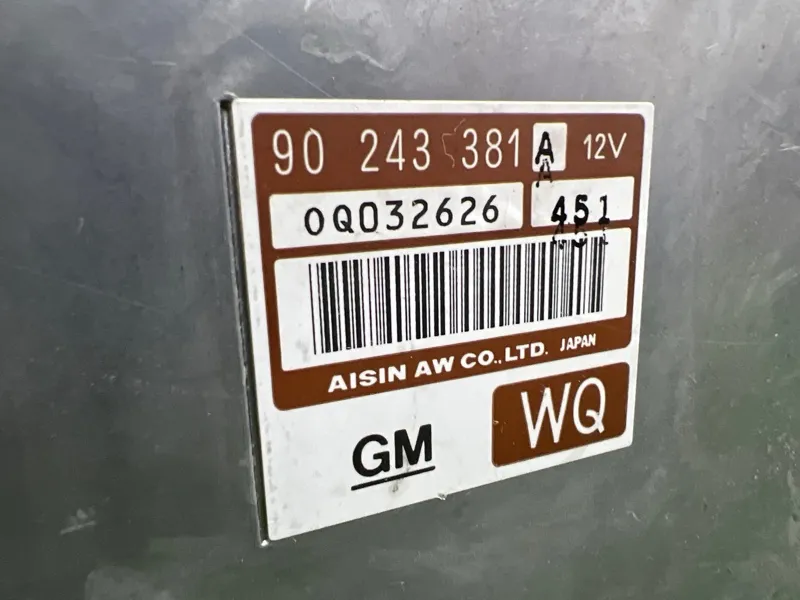 90 243 381 A 12V
0Q032626 451
AISIN AW CO.,LTD. JAPAN
GM WQ